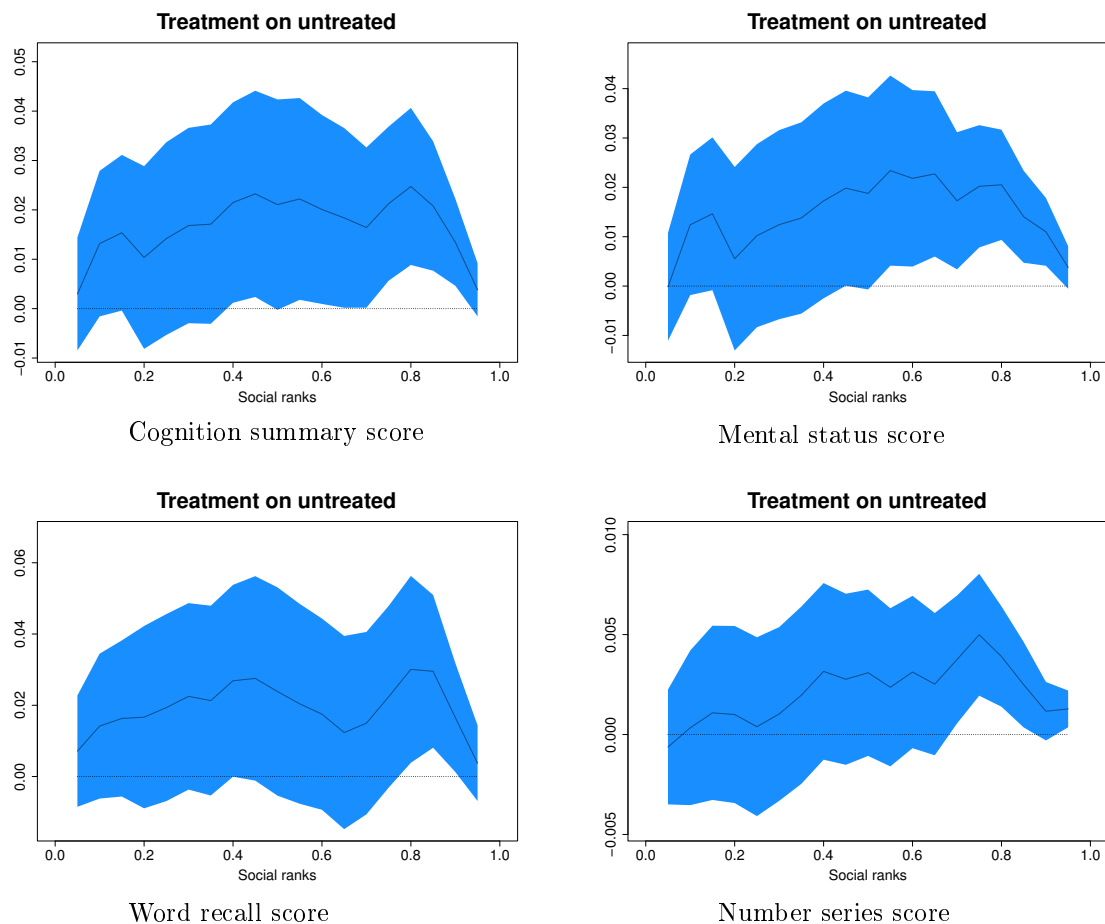 Treatment on untreated
0.05
0.04
0.03
0.02
0.01
0.00
−0.01
0.0 0.2 0.4 0.6 0.8 1.0
Social ranks
Cognition summary score
Treatment on untreated
0.04
0.03
0.02
0.01
0.00
−0.01
0.0 0.2 0.4 0.6 0.8 1.0
Social ranks
Mental status score
Treatment on untreated
0.06
0.04
0.02
0.00
0.0 0.2 0.4 0.6 0.8 1.0
Social ranks
Word recall score
Treatment on untreated
0.010
0.005
0.000
−0.005
0.0 0.2 0.4 0.6 0.8 1.0
Social ranks
Number series score